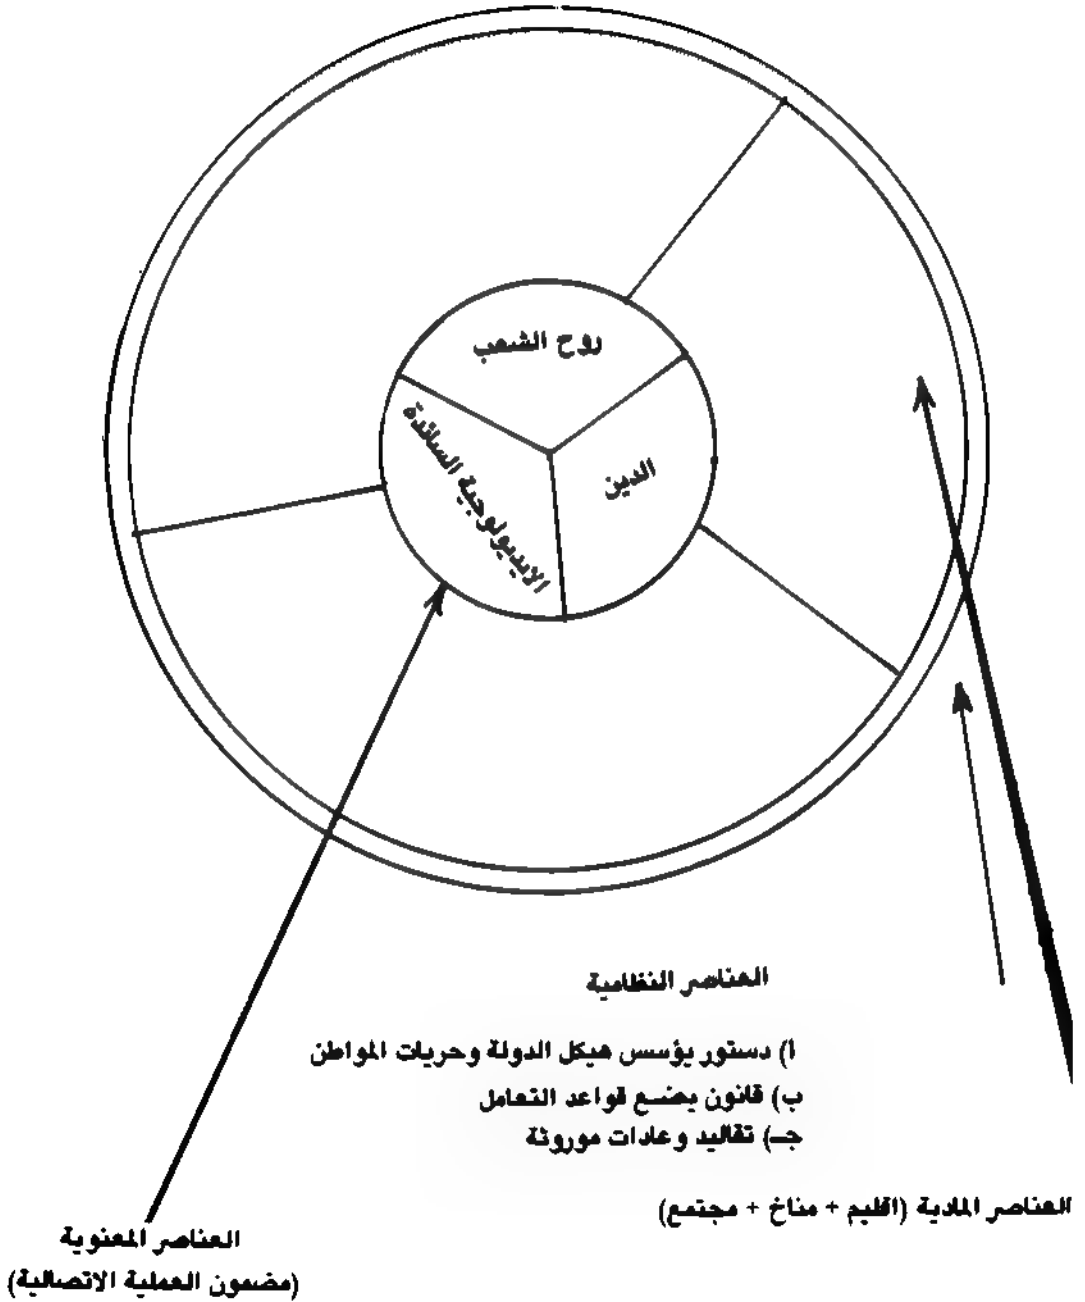 روح الشعب
الدين
الايديولوجية السائدة
العناصر النظامية
أ) دستور يؤسس هيكل الدولة وحريات المواطن
ب) قانون يضع قواعد التعامل
جـ) تقاليد وعادات موروثة
العناصر المادية (اقليم + مناخ + مجتمع)
العناصر المعنوية
(مضمون العملية الاتصالية)